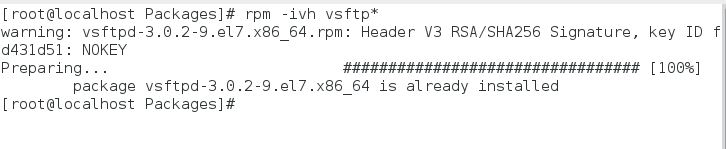 [root@localhost Packages]# rpm -ivh vsftp*
warning: vsftpd-3.0.2-9.el7.x86_64.rpm: Header V3 RSA/SHA256 Signature, key ID f
d431d51: NOKEY
Preparing...                          ################################# [100%]
        package vsftpd-3.0.2-9.el7.x86_64 is already installed
[root@localhost Packages]#